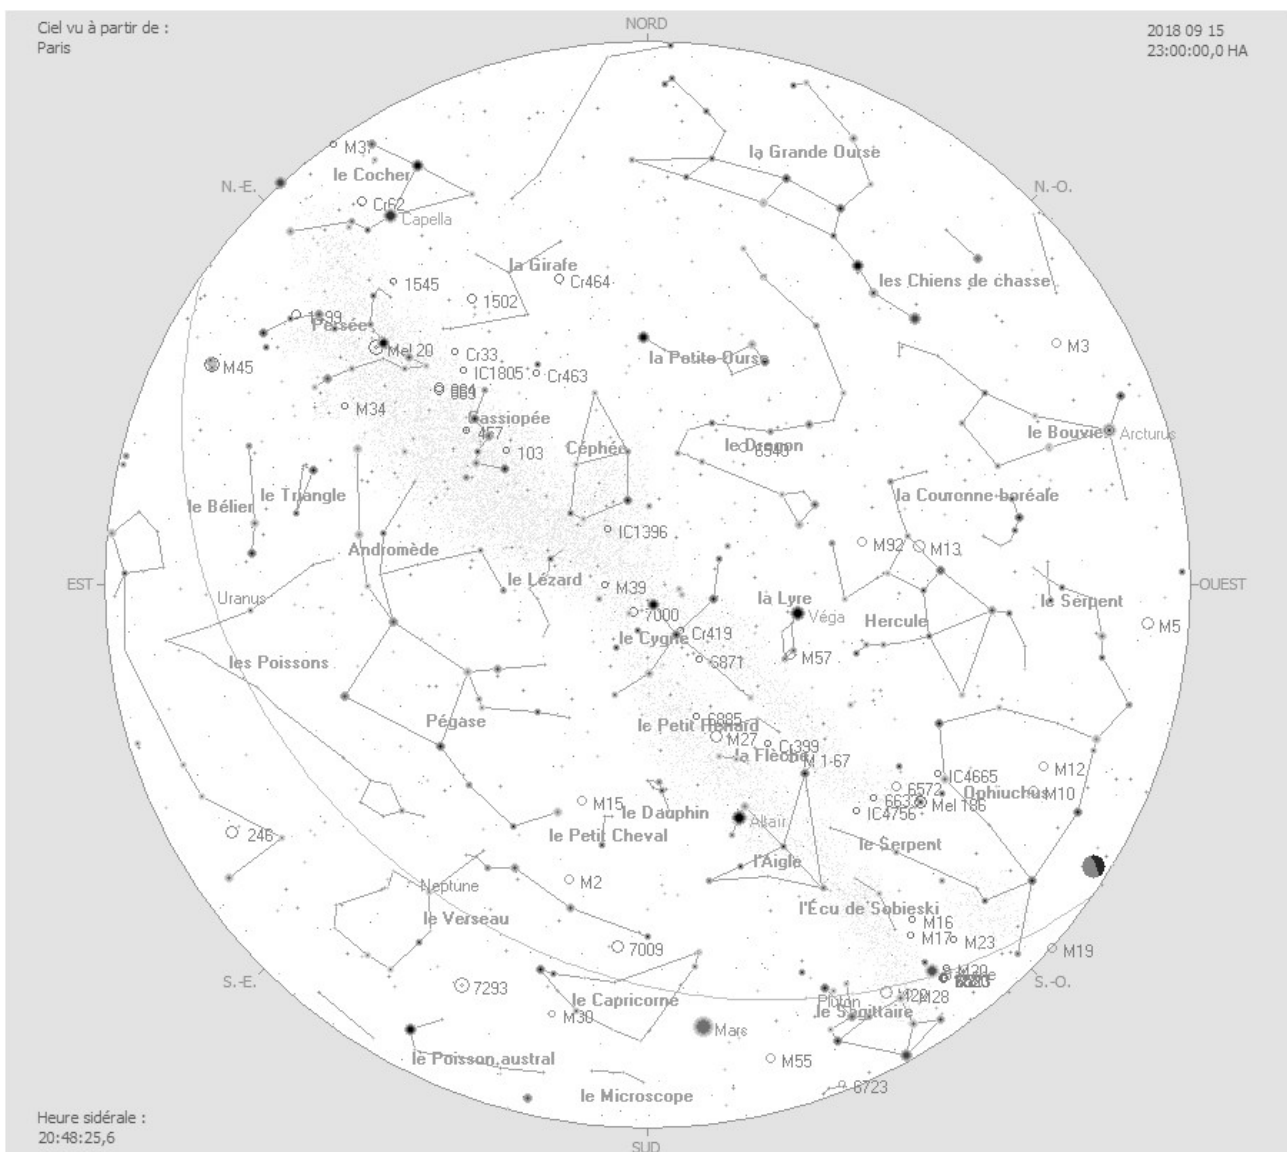 Ciel vu à partir de :
Paris
NORD
2018 09 15
23:00:00,0 HA
M37
le Cocher
la Grande Ourse
N.-E.
N.-O.
Cr62
Capella
la Girafe
les Chiens de chasse
1545
1502
Cr464
Persée
M3
Mel 20
Cr33
la Petite Ourse
M45
IC1805
Cr463
M34
Cassiopée
457
103
Céphée
le Dragon
6543
le Bouvier
Arcturus
le Bélier
le Triangle
la Couronne boréale
Andromède
IC1396
M92
M13
EST
le Lézard
M39
OUEST
Uranus
7000
la Lyre
Véga
Hercule
le Serpent
M5
le Cygne
Cr419
les Poissons
6871
M57
Pégase
6885
le Petit Renard
M27
Cr399
la Flèche
M 1-67
IC4665
M12
6572
Ophiuchus
M10
6633
Mel 186
M15
le Dauphin
IC4756
246
le Petit Cheval
Altaïr
le Serpent
l'Aigle
Neptune
M2
le Verseau
l'Écu de Sobieski
M16
M17
M23
7009
M19
S.-E.
M20
S.-O.
7293
le Capricorne
Pluton
M28
M30
le Sagittaire
Mars
le Poisson austral
M55
le Microscope
6723
Heure sidérale :
20:48:25,6
SUD